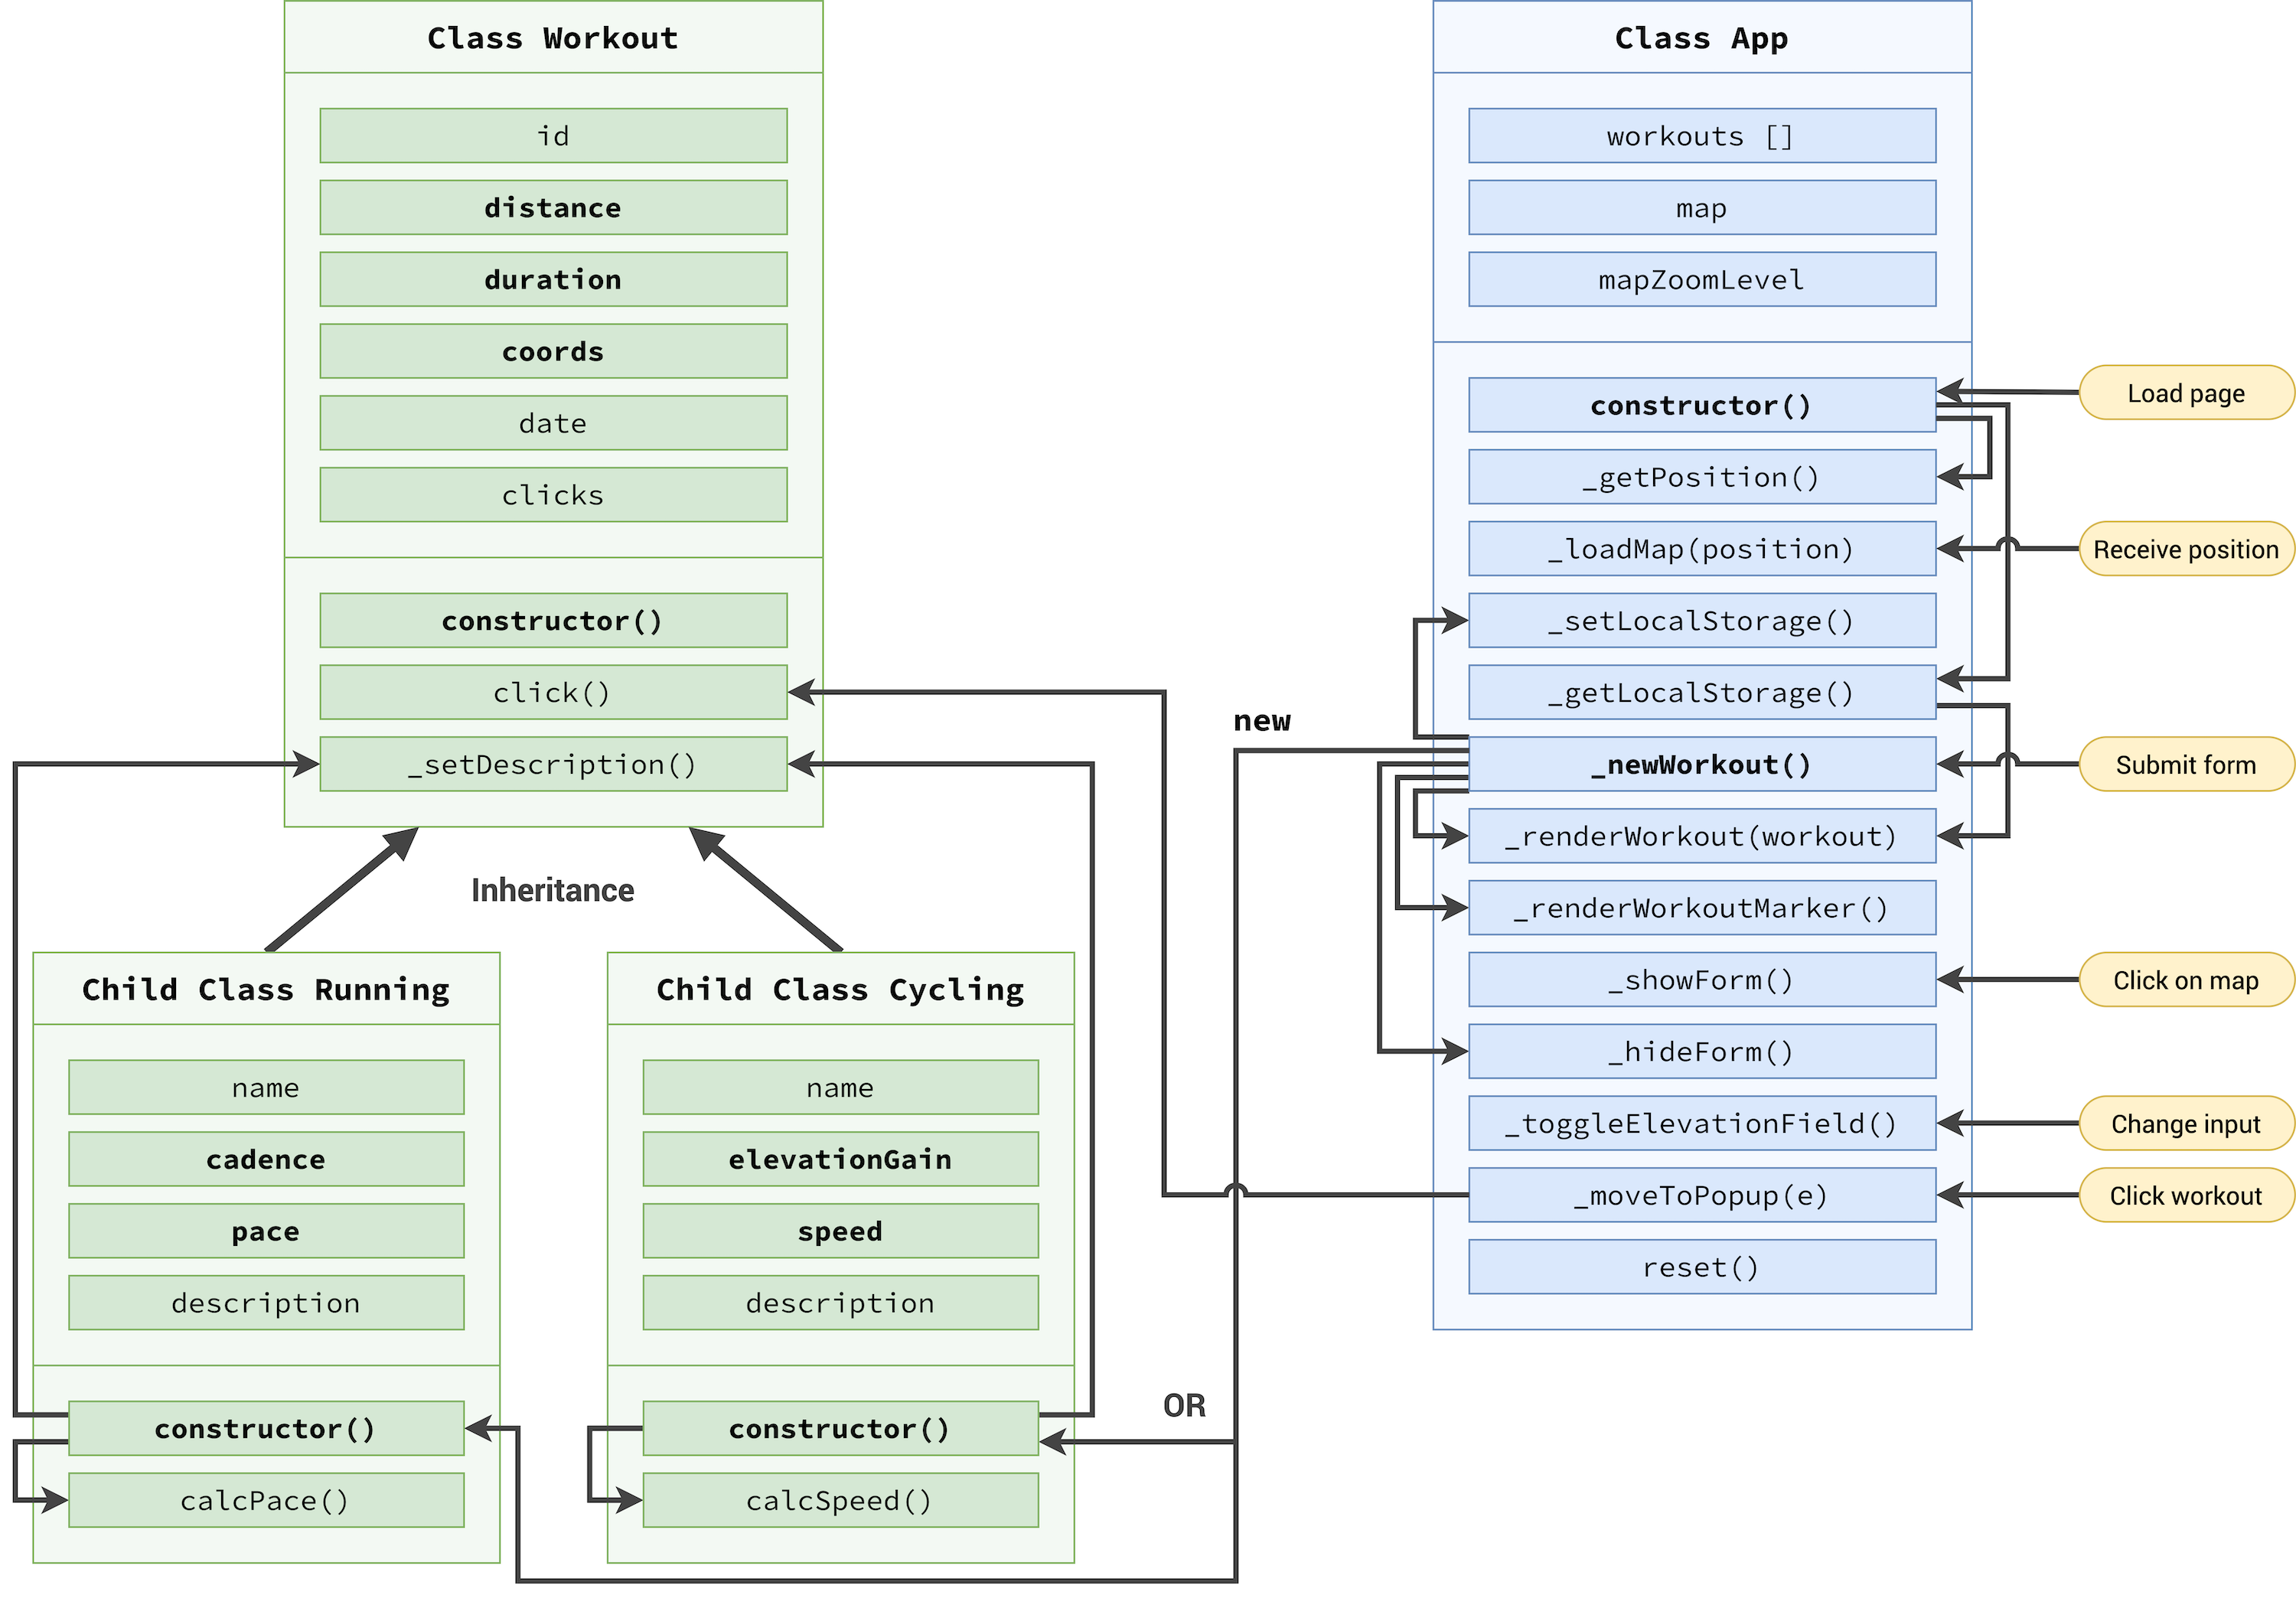 Class Workout
id
distance
duration
coords
date
clicks
constructor()
click()
_setDescription()
Inheritance
Child Class Running
name
cadence
pace
description
constructor()
calcPace()
Child Class Cycling
name
elevationGain
speed
description
constructor()
calcSpeed()
new
OR
Class App
workouts []
map
mapZoomLevel
constructor()
_getPosition()
_loadMap(position)
_setLocalStorage()
_getLocalStorage()
_newWorkout()
_renderWorkout(workout)
_renderWorkoutMarker()
_showForm()
_hideForm()
_toggleElevationField()
_moveToPopup(e)
reset()
Load page
Receive position
Submit form
Click on map
Change input
Click workout